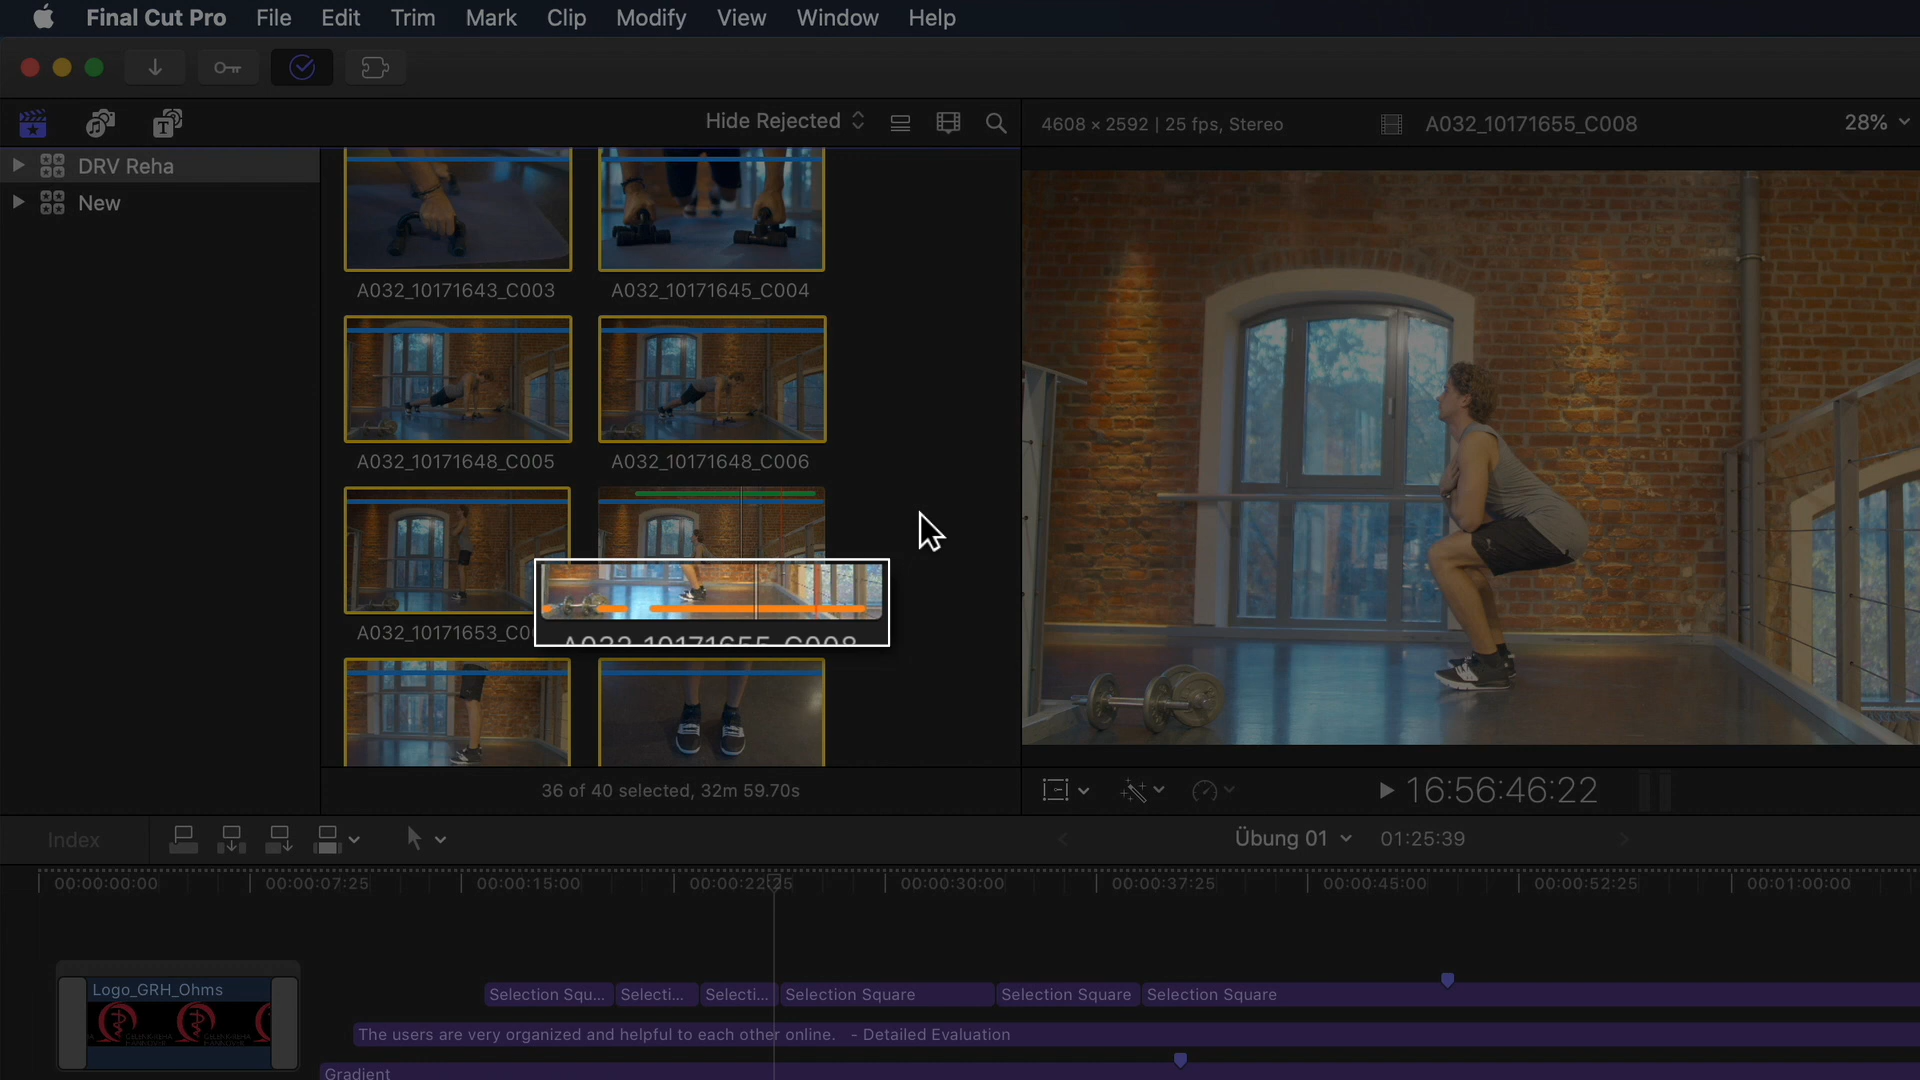 Final Cut Pro File Edit Trim Mark Clip Modify View Window Help
Hide Rejected
4608 × 2592 | 25 fps, Stereo A032_10171655_C008 28%
DRV Reha
New
A032_10171643_C003 A032_10171645_C004
A032_10171648_C005 A032_10171648_C006
A032_10171653_C0
A032_10171655_C008
36 of 40 selected, 32m 59.70s
16:56:46:22
Index Übung 01 01:25:39
00:00:00:00 00:00:07:25 00:00:15:00 00:00:22:25 00:00:30:00 00:00:37:25 00:00:45:00 00:00:52:25 00:01:00:00
Logo_GRH_Ohms
Selection Squ... Selecti... Selecti... Selection Square Selection Square Selection Square
The users are very organized and helpful to each other online. - Detailed Evaluation
Gradient